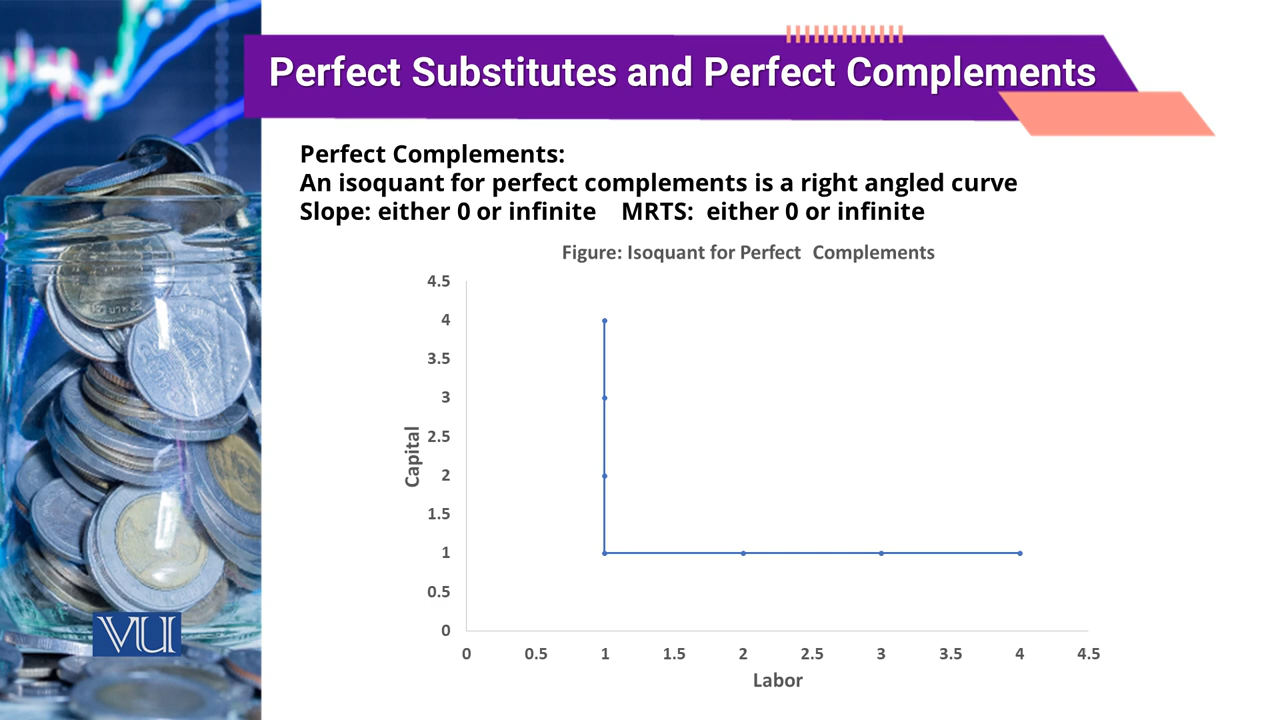 Perfect Substitutes and Perfect Complements
Perfect Complements:
An isoquant for perfect complements is a right angled curve
Slope: either 0 or infinite MRTS: either 0 or infinite
Figure: Isoquant for Perfect Complements
4.5
4
3.5
3
2.5
2
1.5
1
0.5
0
Capital
0 0.5 1 1.5 2 2.5 3 3.5 4 4.5
Labor
VU